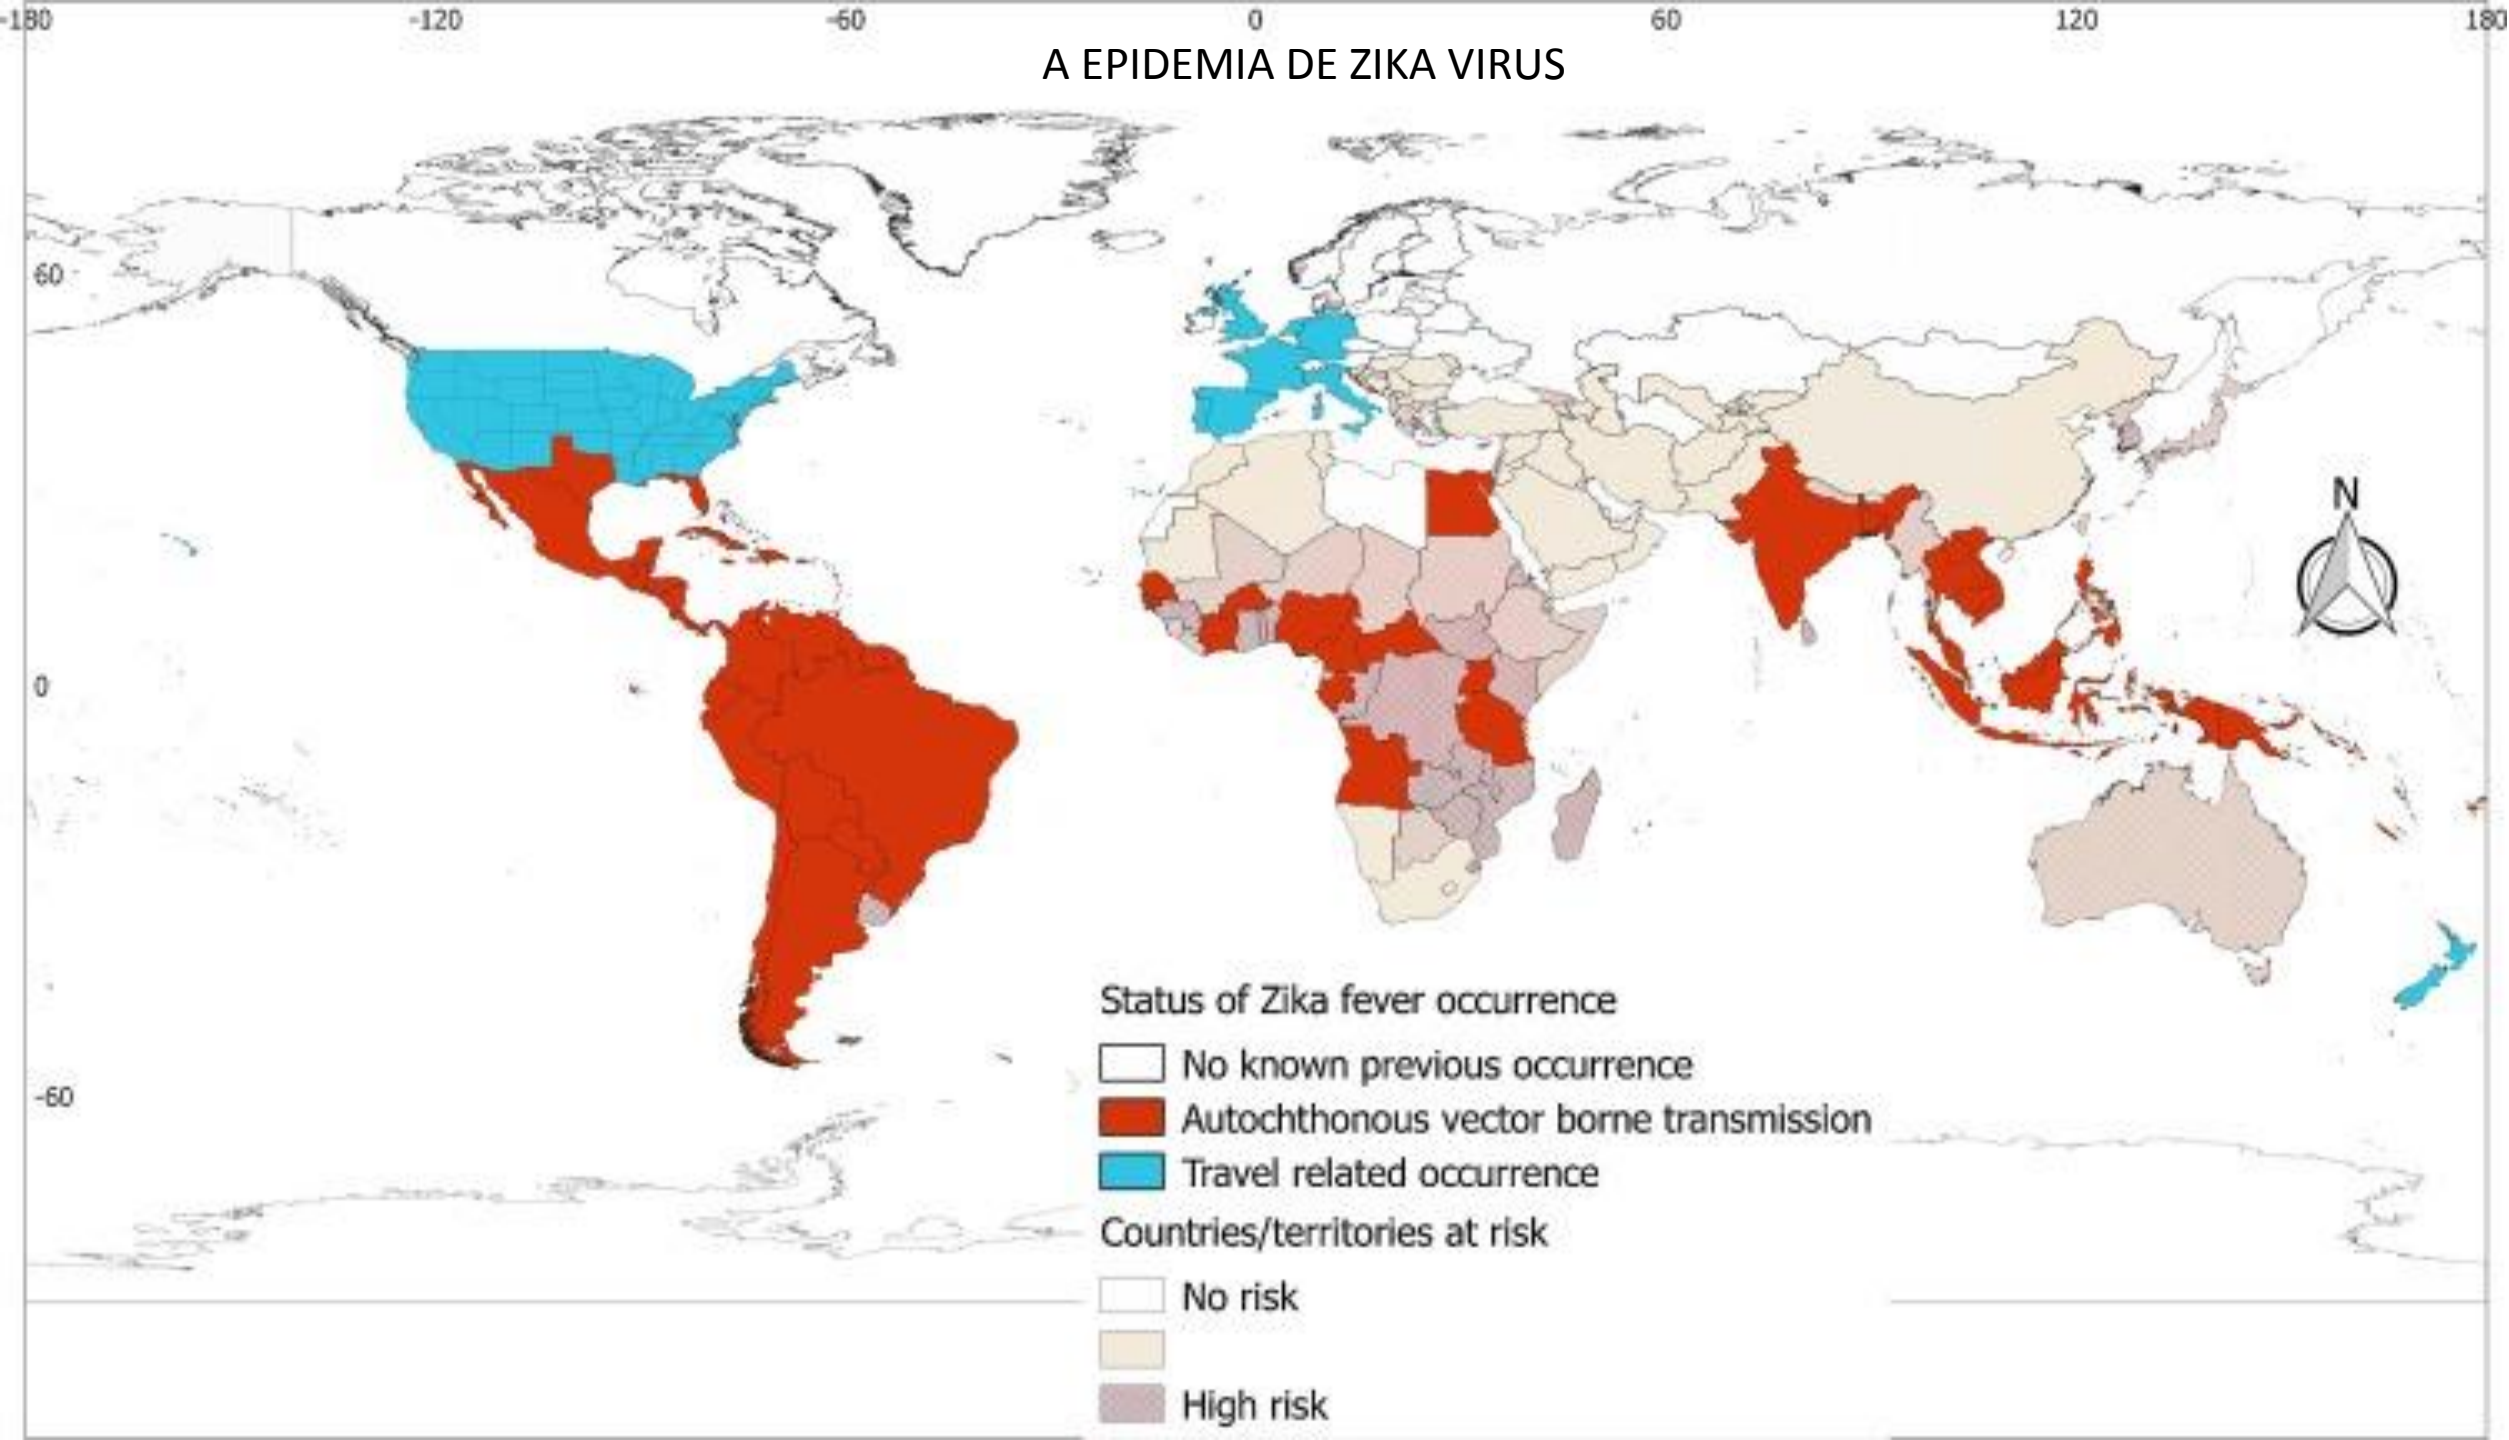 -180 -120 -60 0 60 120 180
A EPIDEMIA DE ZIKA VIRUS
60
N
0
-60
Status of Zika fever occurrence
No known previous occurrence
Autochthonous vector borne transmission
Travel related occurrence
Countries/territories at risk
No risk
High risk